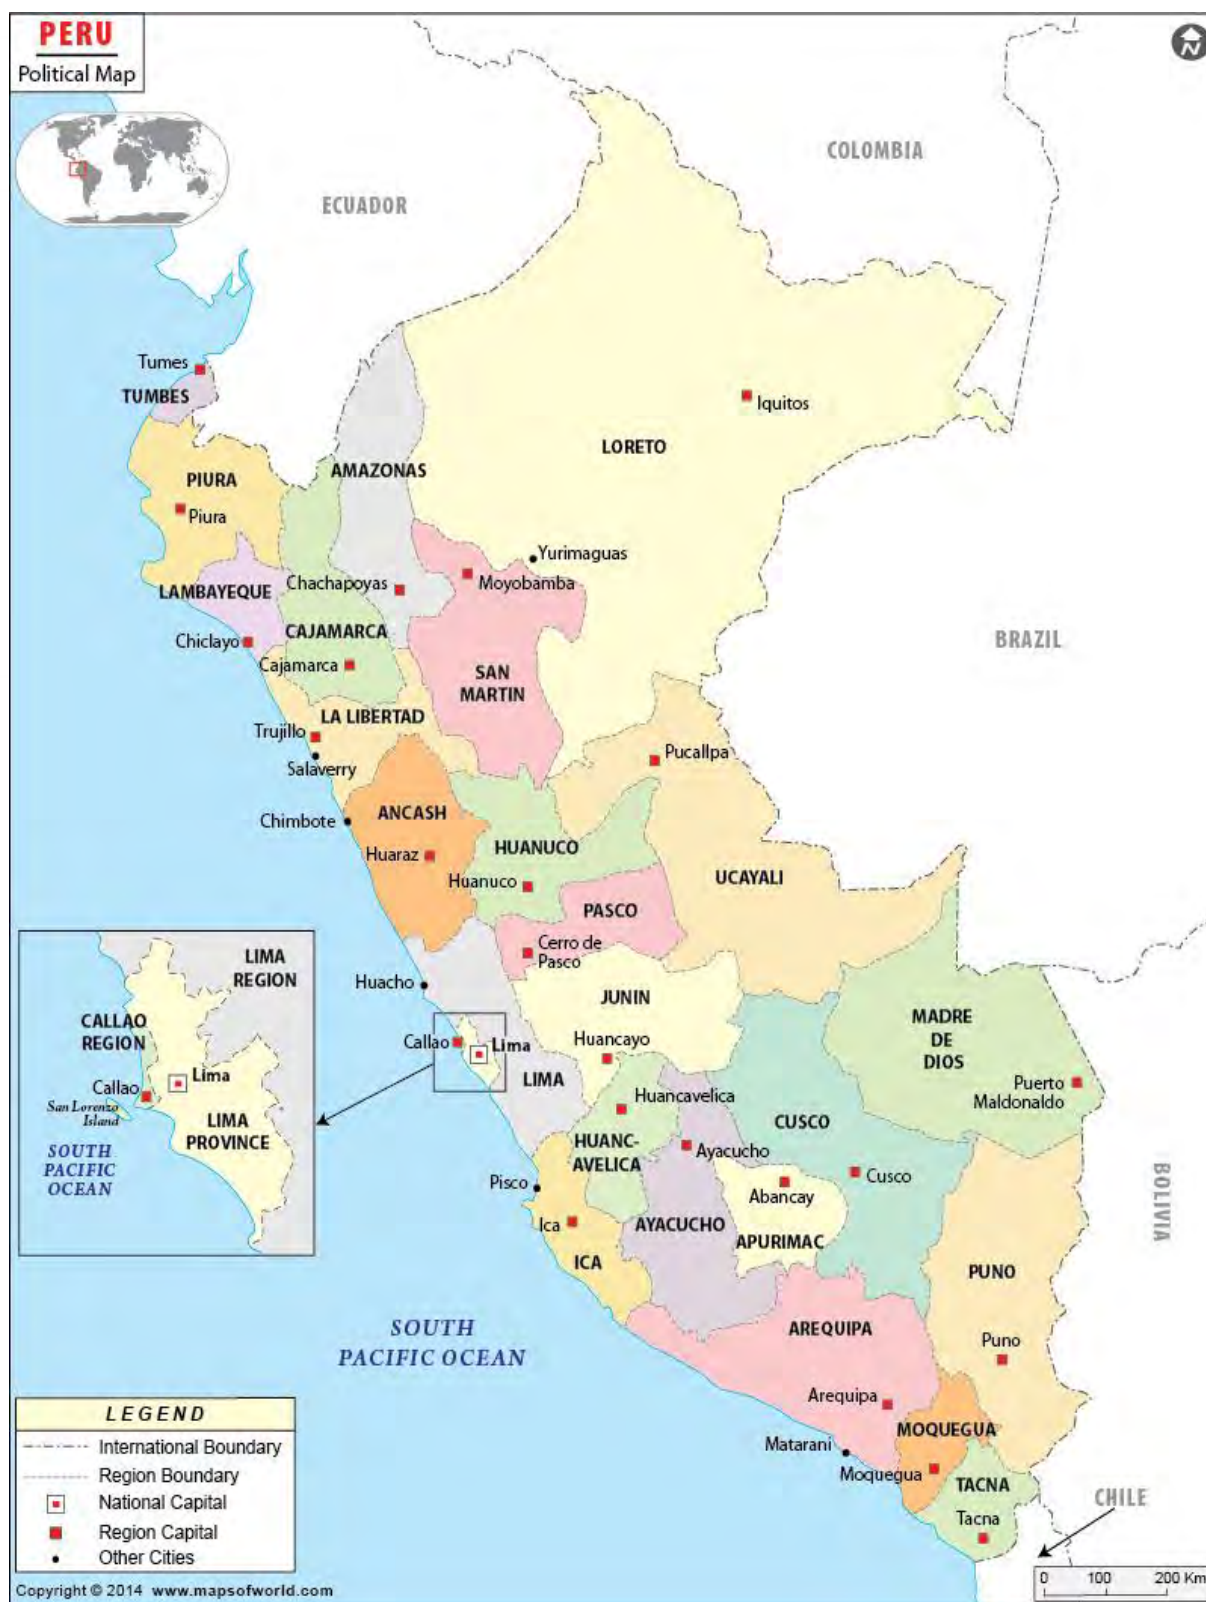 PERU
Political Map
N
COLOMBIA
ECUADOR
Tumes
TUMBES
Iquitos
LORETO
AMAZONAS
PIURA
Piura
Yurimaguas
Moyobamba
Chachapoyas
LAMBAYEQUE
CAJAMARCA
Chiclayo
Cajamarca
BRAZIL
SAN
MARTIN
LA LIBERTAD
Trujillo
Salaverry
Pucallpa
ANCASH
Chimbote
HUANUCO
Huaraz
Huanuco
UCAYALI
PASCO
Cerro de
Pasco
Huacho
JUNIN
MADRE
DE
DIOS
Callao
Lima
Huancayo
LIMA
Puerto
Maldonaldo
Huancavelica
CUSCO
HUANC-
AVELICA
Ayacucho
Cusco
Pisco
Abancay
Ica
AYACUCHO
APURIMAC
ICA
PUNO
BOLIVIA
LIMA
REGION
CALLAO
REGION
Lima
Callao
San Lorenzo
Island
LIMA
PROVINCE
SOUTH
PACIFIC
OCEAN
SOUTH
PACIFIC OCEAN
AREQUIPA
Puno
Arequipa
MOQUEGUA
Matarani
Moquegua
TACNA
Tacna
CHILE
LEGEND
International Boundary
Region Boundary
National Capital
Region Capital
Other Cities
0 100 200 Km
Copyright © 2014 www.mapsofworld.com